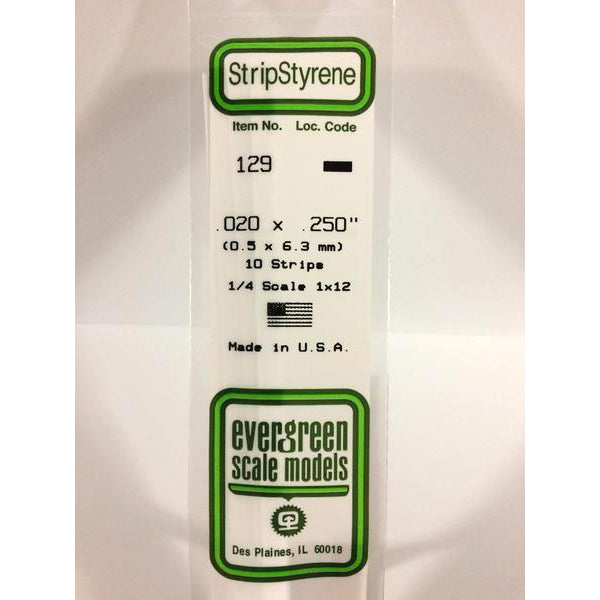 StripStyrene
Item No. Loc. Code
129
.020 x .250"
(0.5 x 6.3 mm)
10 Strips
1/4 Scale 1x12
Made in U.S.A.
evergreen
scale models
Des Plaines, IL 60018